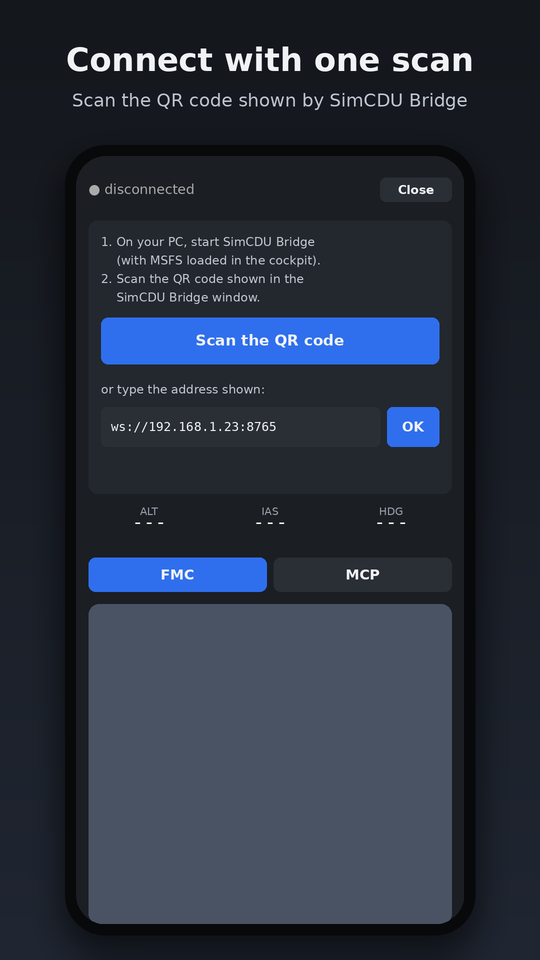 Connect with one scan
Scan the QR code shown by SimCDU Bridge
disconnected
Close
1. On your PC, start SimCDU Bridge
(with MSFS loaded in the cockpit).
2. Scan the QR code shown in the
SimCDU Bridge window.
Scan the QR code
or type the address shown:
ws://192.168.1.23:8765
OK
ALT IAS HDG
--- --- ---
FMC MCP